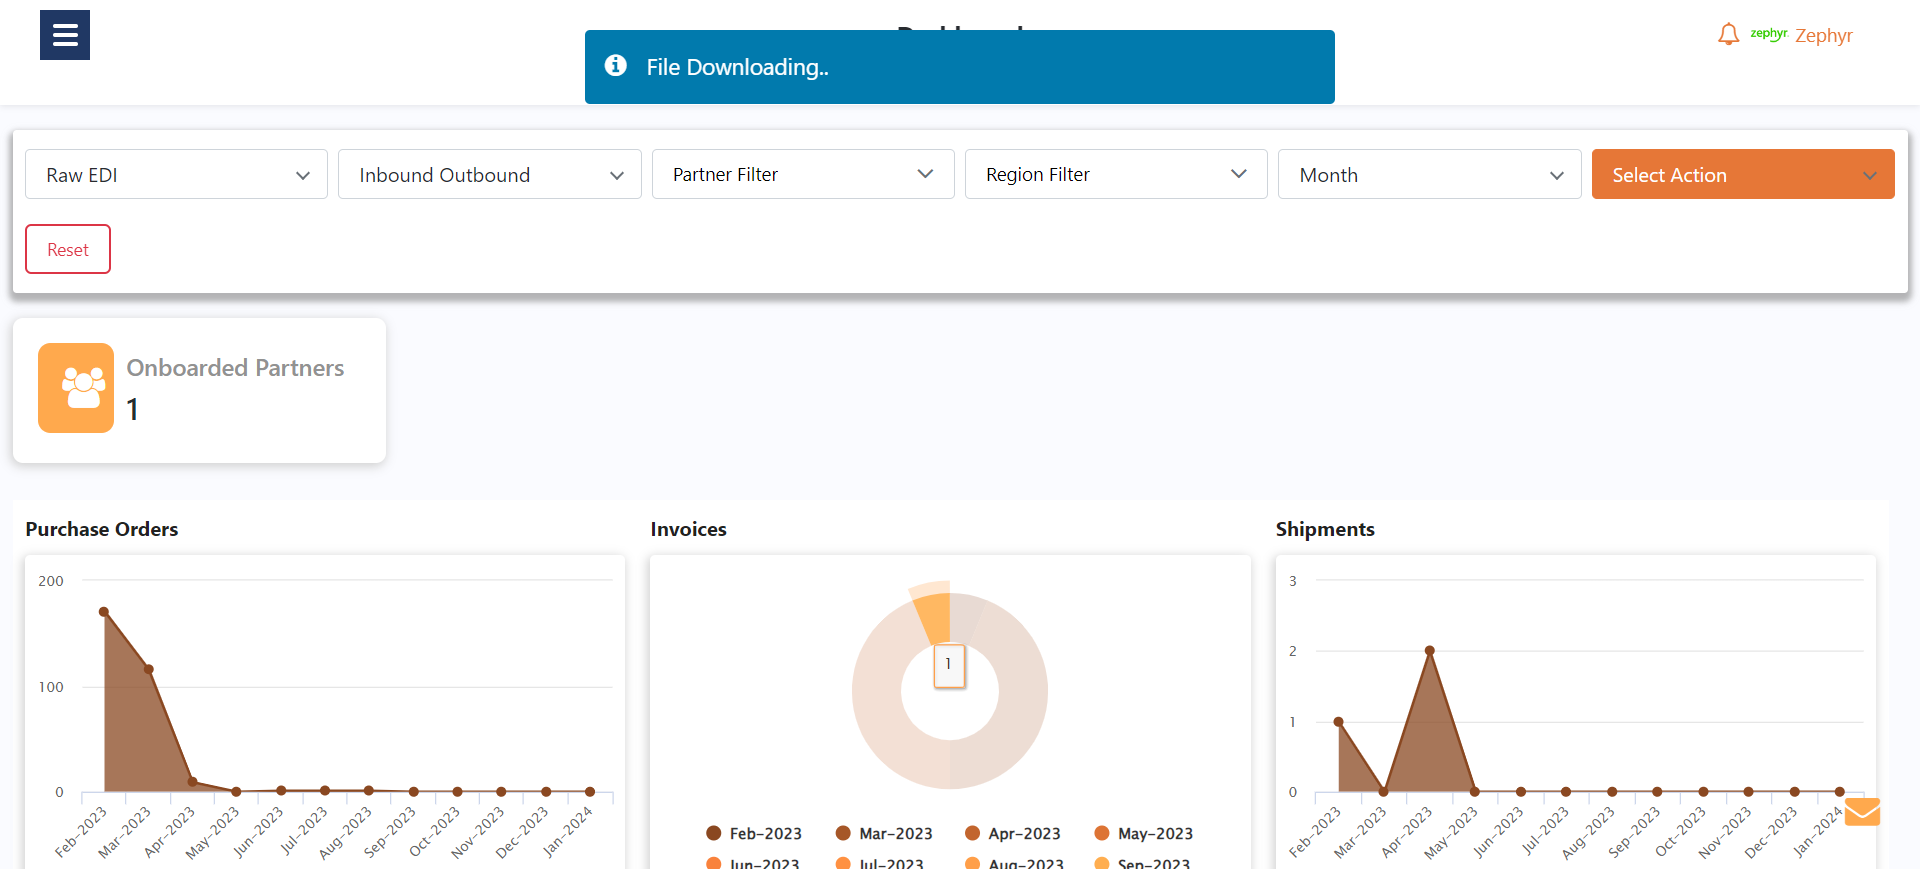 File Downloading..
zephyr
Zephyr
Raw EDI
Inbound Outbound
Partner Filter
Region Filter
Month
Select Action
Reset
Onboarded Partners
1
Purchase Orders
200
100
0
Feb-2023
Mar-2023
Apr-2023
May-2023
Jun-2023
Jul-2023
Aug-2023
Sep-2023
Oct-2023
Nov-2023
Dec-2023
Jan-2024
Invoices
1
Feb-2023
Mar-2023
Apr-2023
May-2023
Jun-2023
Jul-2023
Aug-2023
Sep-2023
Shipments
3
2
1
0
Feb-2023
Mar-2023
Apr-2023
May-2023
Jun-2023
Jul-2023
Aug-2023
Sep-2023
Oct-2023
Nov-2023
Dec-2023
Jan-2024